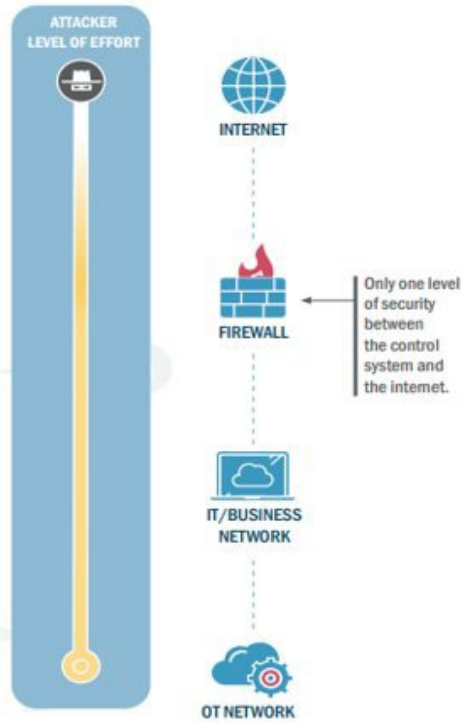 ATTACKER
LEVEL OF EFFORT
INTERNET
FIREWALL
Only one level
of security
between
the control
system and
the internet.
IT/BUSINESS
NETWORK
OT NETWORK